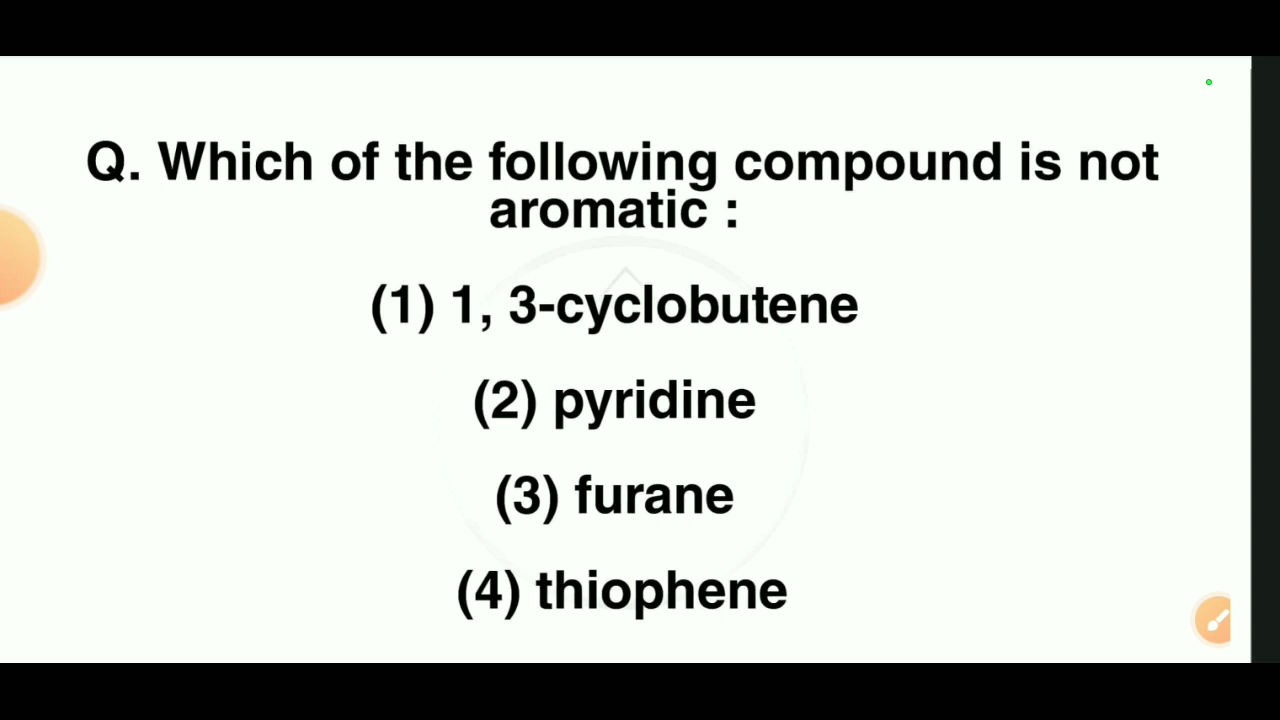 Q. Which of the following compound is not
aromatic :
(1) 1, 3-cyclobutene
(2) pyridine
(3) furane
(4) thiophene